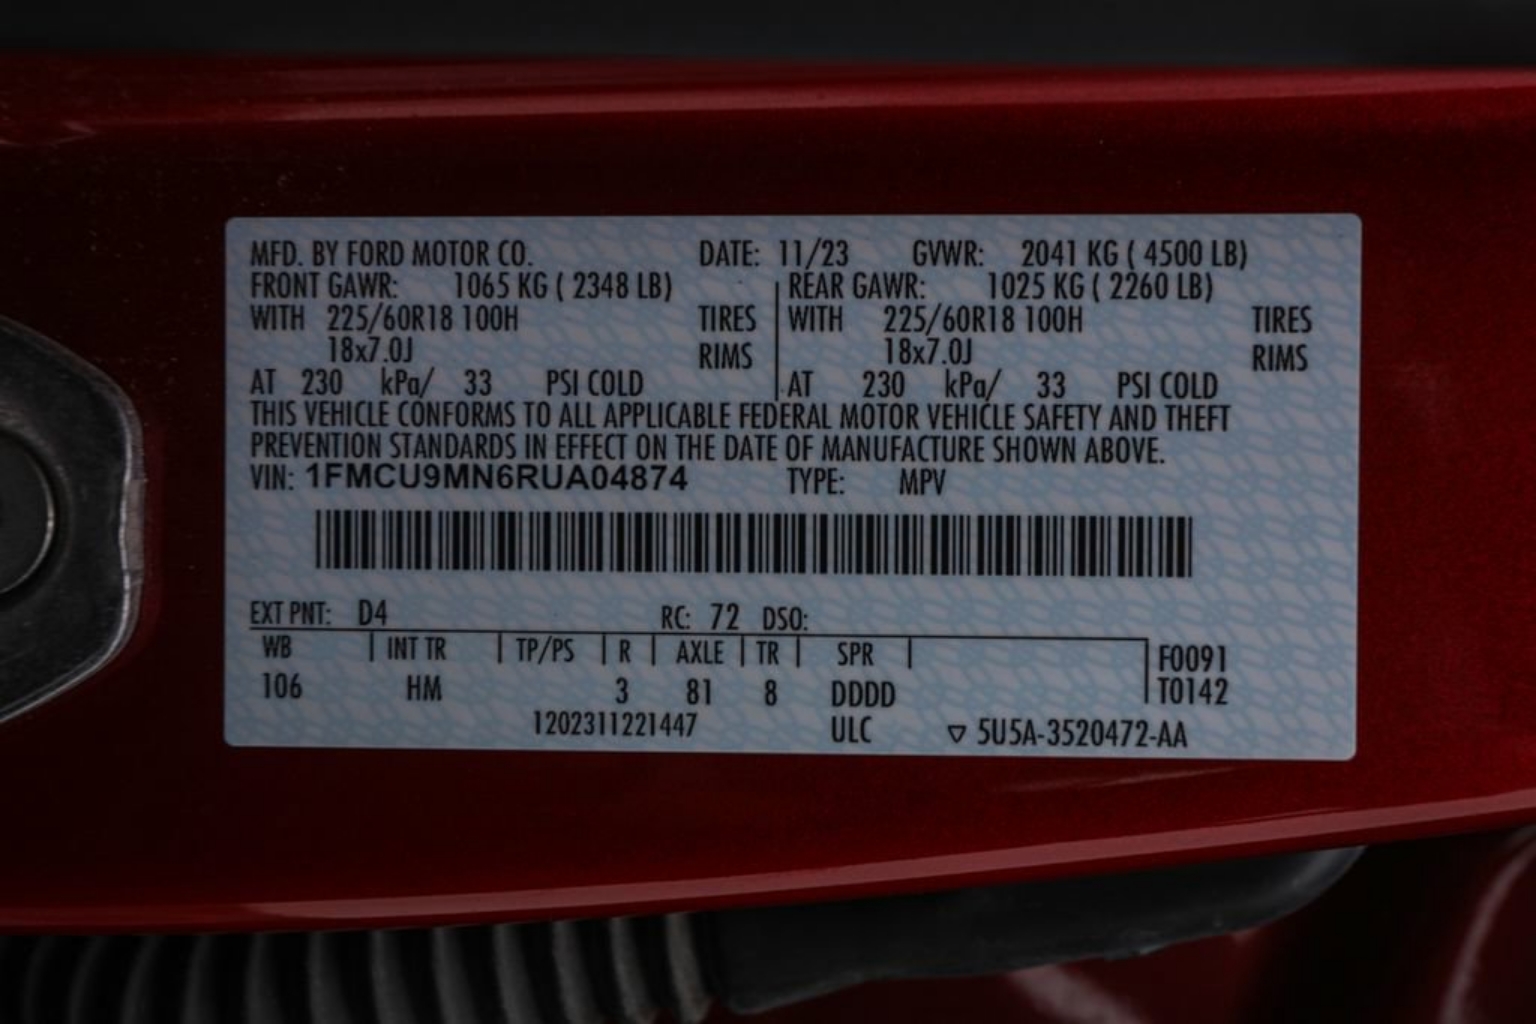 MFD. BY FORD MOTOR CO. DATE: 11/23 GVWR: 2041 KG ( 4500 LB)
FRONT GAWR: 1065 KG ( 2348 LB) REAR GAWR: 1025 KG ( 2260 LB)
WITH 225/60R18 100H TIRES WITH 225/60R18 100H TIRES
18x7.0J RIMS 18x7.0J RIMS
AT 230 kPa/ 33 PSI COLD AT 230 kPa/ 33 PSI COLD
THIS VEHICLE CONFORMS TO ALL APPLICABLE FEDERAL MOTOR VEHICLE SAFETY AND THEFT
PREVENTION STANDARDS IN EFFECT ON THE DATE OF MANUFACTURE SHOWN ABOVE.
VIN: 1FMCU9MN6RUA04874 TYPE: MPV
EXT PNT: D4 RC: 72 DSO:
WB INT TR TP/PS R AXLE TR SPR F0091
106 HM 3 81 8 DDDD T0142
1202311221447 ULC ▽ 5U5A-3520472-AA